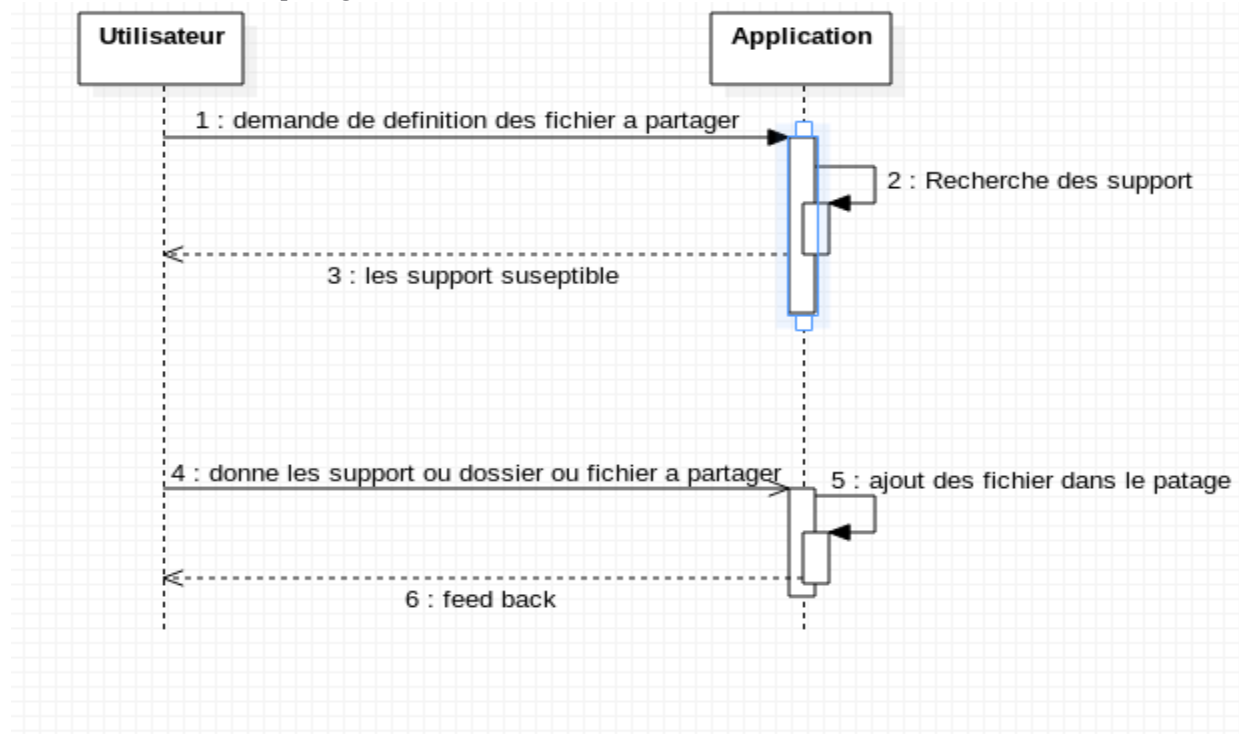 Utilisateur
Application
1 : demande de definition des fichier a partager
2 : Recherche des support
3 : les support suseptible
4 : donne les support ou dossier ou fichier a partager
5 : ajout des fichier dans le patage
6 : feed back